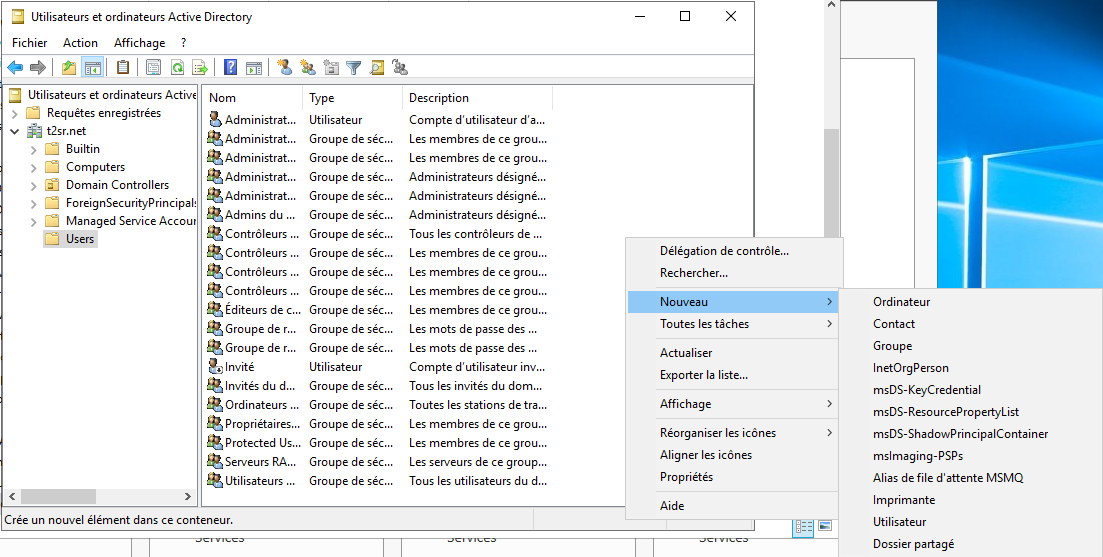 Utilisateurs et ordinateurs Active Directory
Fichier Action Affichage ?
Utilisateurs et ordinateurs Active
Requêtes enregistrées
t2sr.net
Builtin
Computers
Domain Controllers
ForeignSecurityPrincipals
Managed Service Accour
Users
Nom Type Description
Administrat... Utilisateur Compte d'utilisateur d'a...
Administrat... Groupe de séc... Les membres de ce grou...
Administrat... Groupe de séc... Les membres de ce grou...
Administrat... Groupe de séc... Administrateurs désigné...
Administrat... Groupe de séc... Administrateurs désigné...
Admins du ... Groupe de séc... Administrateurs désigné...
Contrôleurs ... Groupe de séc... Tous les contrôleurs de ...
Contrôleurs ... Groupe de séc... Les membres de ce grou...
Contrôleurs ... Groupe de séc... Les membres de ce grou...
Contrôleurs ... Groupe de séc... Les membres de ce grou...
Éditeurs de c... Groupe de séc... Les membres de ce grou...
Groupe de r... Groupe de séc... Les mots de passe des ...
Groupe de r... Groupe de séc... Les mots de passe des ...
Invité Utilisateur Compte d'utilisateur inv...
Invités du d... Groupe de séc... Tous les invités du dom...
Ordinateurs ... Groupe de séc... Toutes les stations de tra...
Propriétaires... Groupe de séc... Les membres de ce grou...
Protected Us... Groupe de séc... Les membres de ce grou...
Serveurs RA... Groupe de séc... Les serveurs de ce group...
Utilisateurs ... Groupe de séc... Tous les utilisateurs du d...
Crée un nouvel élément dans ce conteneur.
Délégation de contrôle...
Rechercher...
Nouveau
Toutes les tâches
Actualiser
Exporter la liste...
Affichage
Réorganiser les icônes
Aligner les icônes
Propriétés
Aide
Ordinateur
Contact
Groupe
InetOrgPerson
msDS-KeyCredential
msDS-ResourcePropertyList
msDS-ShadowPrincipalContainer
msImaging-PSPs
Alias de file d'attente MSMQ
Imprimante
Utilisateur
Dossier partagé
Services Services Services